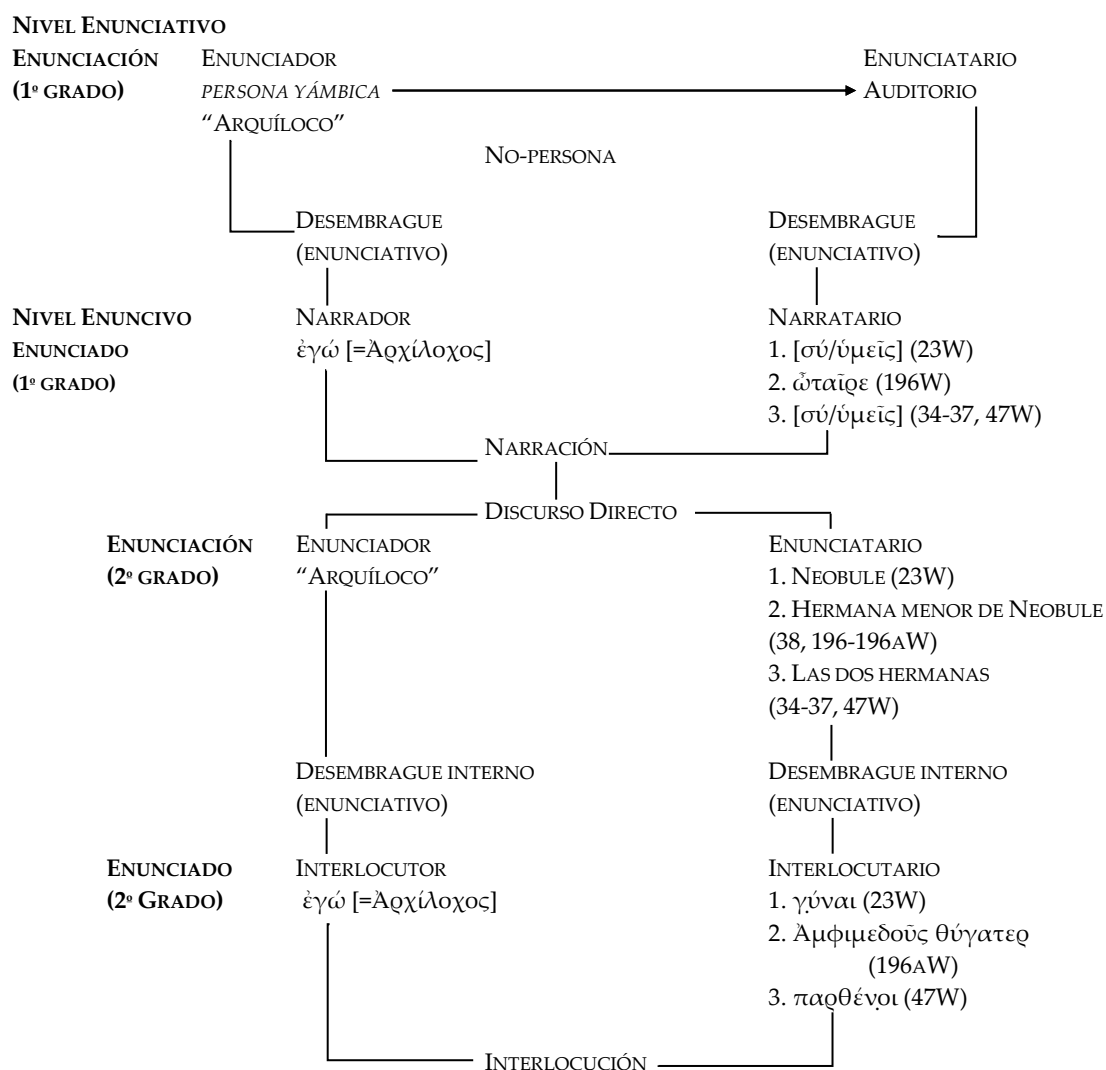 NIVEL ENUNCIATIVO
ENUNCIACIÓN ENUNCIADOR ENUNCIATARIO
(1º GRADO) PERSONA YÁMBICA AUDITORIO
“ARQUÍLOCO”
NO-PERSONA
DESEMBRAGUE DESEMBRAGUE
(ENUNCIATIVO) (ENUNCIATIVO)
NIVEL ENUNCIVO NARRADOR NARRATARIO
ENUNCIADO ἐγώ [=Ἀρχίλοχος] 1. [σύ/ὑμεῖς] (23W)
(1º GRADO) 2. ὦταῖρε (196W)
3. [σύ/ὑμεῖς] (34-37, 47W)
NARRACIÓN
DISCURSO DIRECTO
ENUNCIACIÓN ENUNCIADOR ENUNCIATARIO
(2º GRADO) “ARQUÍLOCO” 1. NEOBULE (23W)
2. HERMANA MENOR DE NEOBULE
(38, 196-196AW)
3. LAS DOS HERMANAS
(34-37, 47W)
DESEMBRAGUE INTERNO DESEMBRAGUE INTERNO
(ENUNCIATIVO) (ENUNCIATIVO)
ENUNCIADO INTERLOCUTOR INTERLOCUTARIO
(2º GRADO) ἐγώ [=Ἀρχίλοχος] 1. γ̣ύναι (23W)
2. Ἀμφιμεδοῦς θύγατερ
(196AW)
3. παρθέν̣οι (47W)
INTERLOCUCIÓN